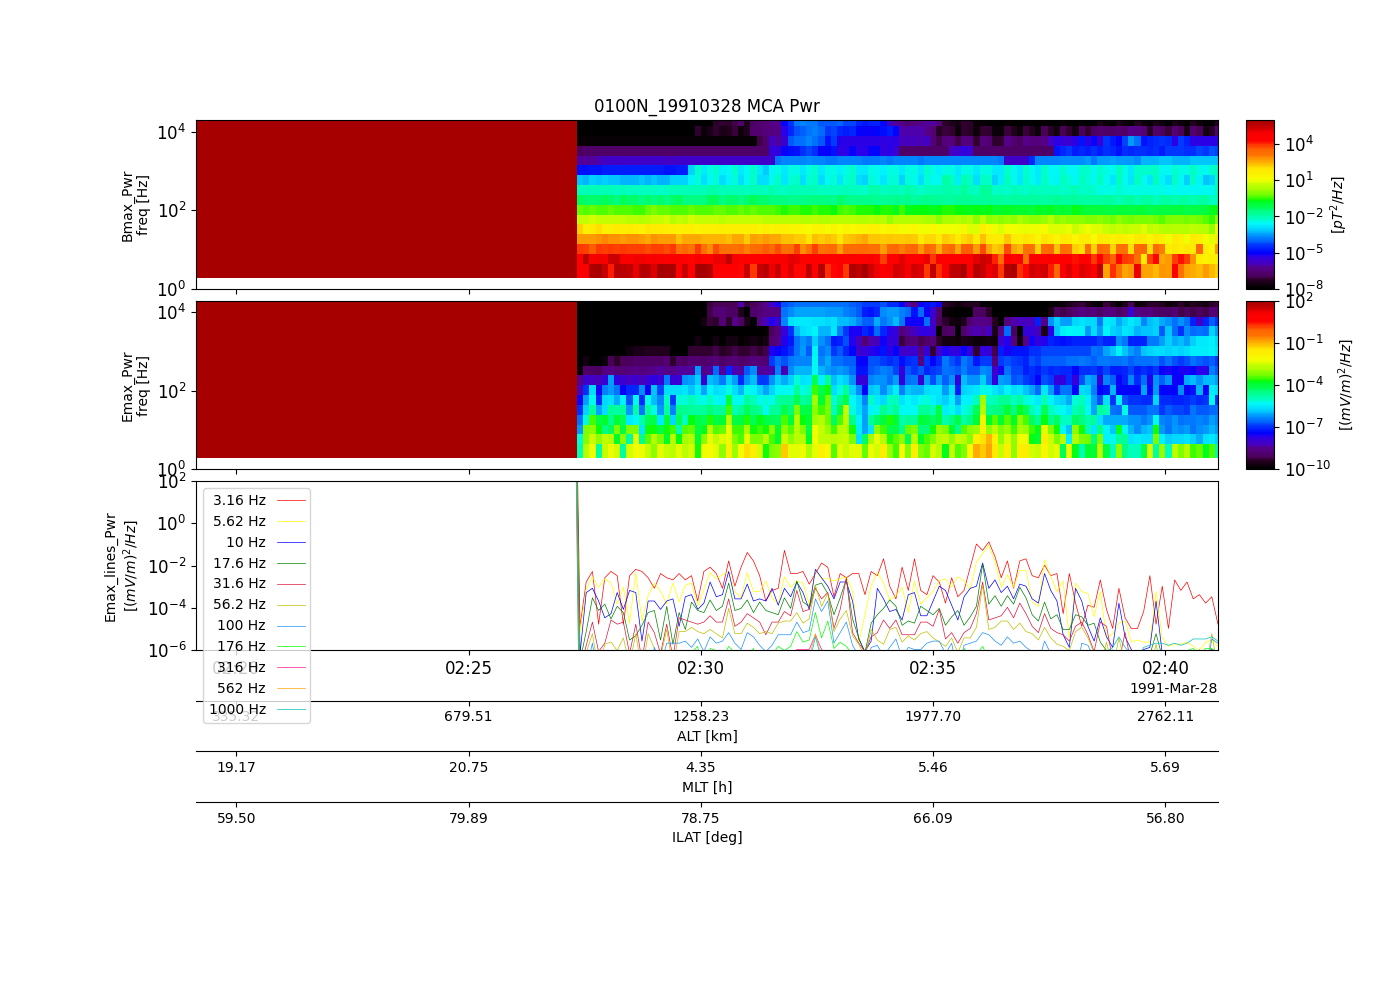 0100N_19910328 MCA Pwr
Bmax_Pwr
freq [Hz]
10^4
10^2
10^0
10^4
10^1
10^-2
10^-5
10^-8
[pT^2/Hz]
Emax_Pwr
freq [Hz]
10^4
10^2
10^0
10^2
10^-1
10^-4
10^-7
10^-10
[(mV/m)^2/Hz]
Emax_lines_Pwr
[(mV/m)^2/Hz]
10^2
10^0
10^-2
10^-4
10^-6
3.16 Hz
5.62 Hz
10 Hz
17.6 Hz
31.6 Hz
56.2 Hz
100 Hz
176 Hz
316 Hz
562 Hz
1000 Hz
02:25 02:30 02:35 02:40
1991-Mar-28
679.51 1258.23 1977.70 2762.11
ALT [km]
19.17 20.75 4.35 5.46 5.69
MLT [h]
59.50 79.89 78.75 66.09 56.80
ILAT [deg]